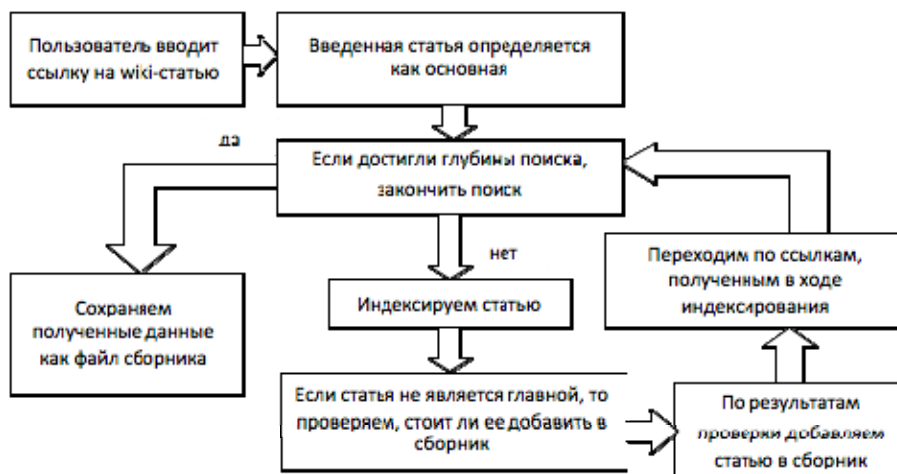 Пользователь вводит
ссылку на wiki-статью
Введенная статья определяется
как основная
да
Если достигли глубины поиска,
закончить поиск
нет
Сохраняем
полученные данные
как файл сборника
Индексируем статью
Переходим по ссылкам,
полученным в ходе
индексирования
Если статья не является главной, то
проверяем, стоит ли ее добавить в
сборник
По результатам
проверки добавляем
статью в сборник